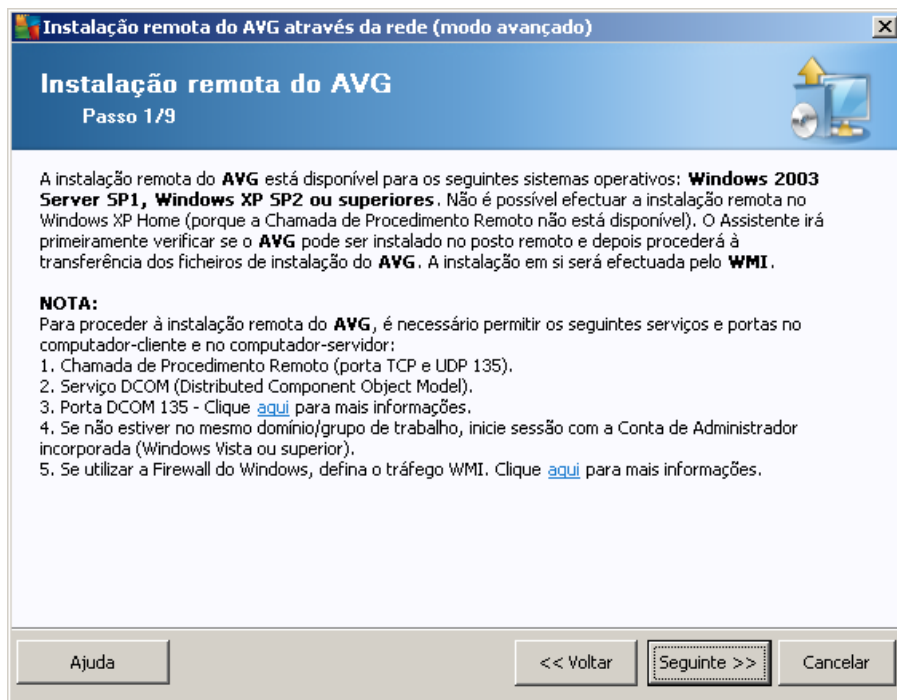 Instalação remota do AVG através da rede (modo avançado)
Instalação remota do AVG
Passo 1/9
A instalação remota do AVG está disponível para os seguintes sistemas operativos: Windows 2003
Server SP1, Windows XP SP2 ou superiores. Não é possível efectuar a instalação remota no
Windows XP Home (porque a Chamada de Procedimento Remoto não está disponível). O Assistente irá
primeiramente verificar se o AVG pode ser instalado no posto remoto e depois procederá à
transferência dos ficheiros de instalação do AVG. A instalação em si será efectuada pelo WMI.
NOTA:
Para proceder à instalação remota do AVG, é necessário permitir os seguintes serviços e portas no
computador-cliente e no computador-servidor:
1. Chamada de Procedimento Remoto (porta TCP e UDP 135).
2. Serviço DCOM (Distributed Component Object Model).
3. Porta DCOM 135 - Clique aqui para mais informações.
4. Se não estiver no mesmo domínio/grupo de trabalho, inicie sessão com a Conta de Administrador
incorporada (Windows Vista ou superior).
5. Se utilizar a Firewall do Windows, defina o tráfego WMI. Clique aqui para mais informações.
Ajuda
<< Voltar
Seguinte >>
Cancelar